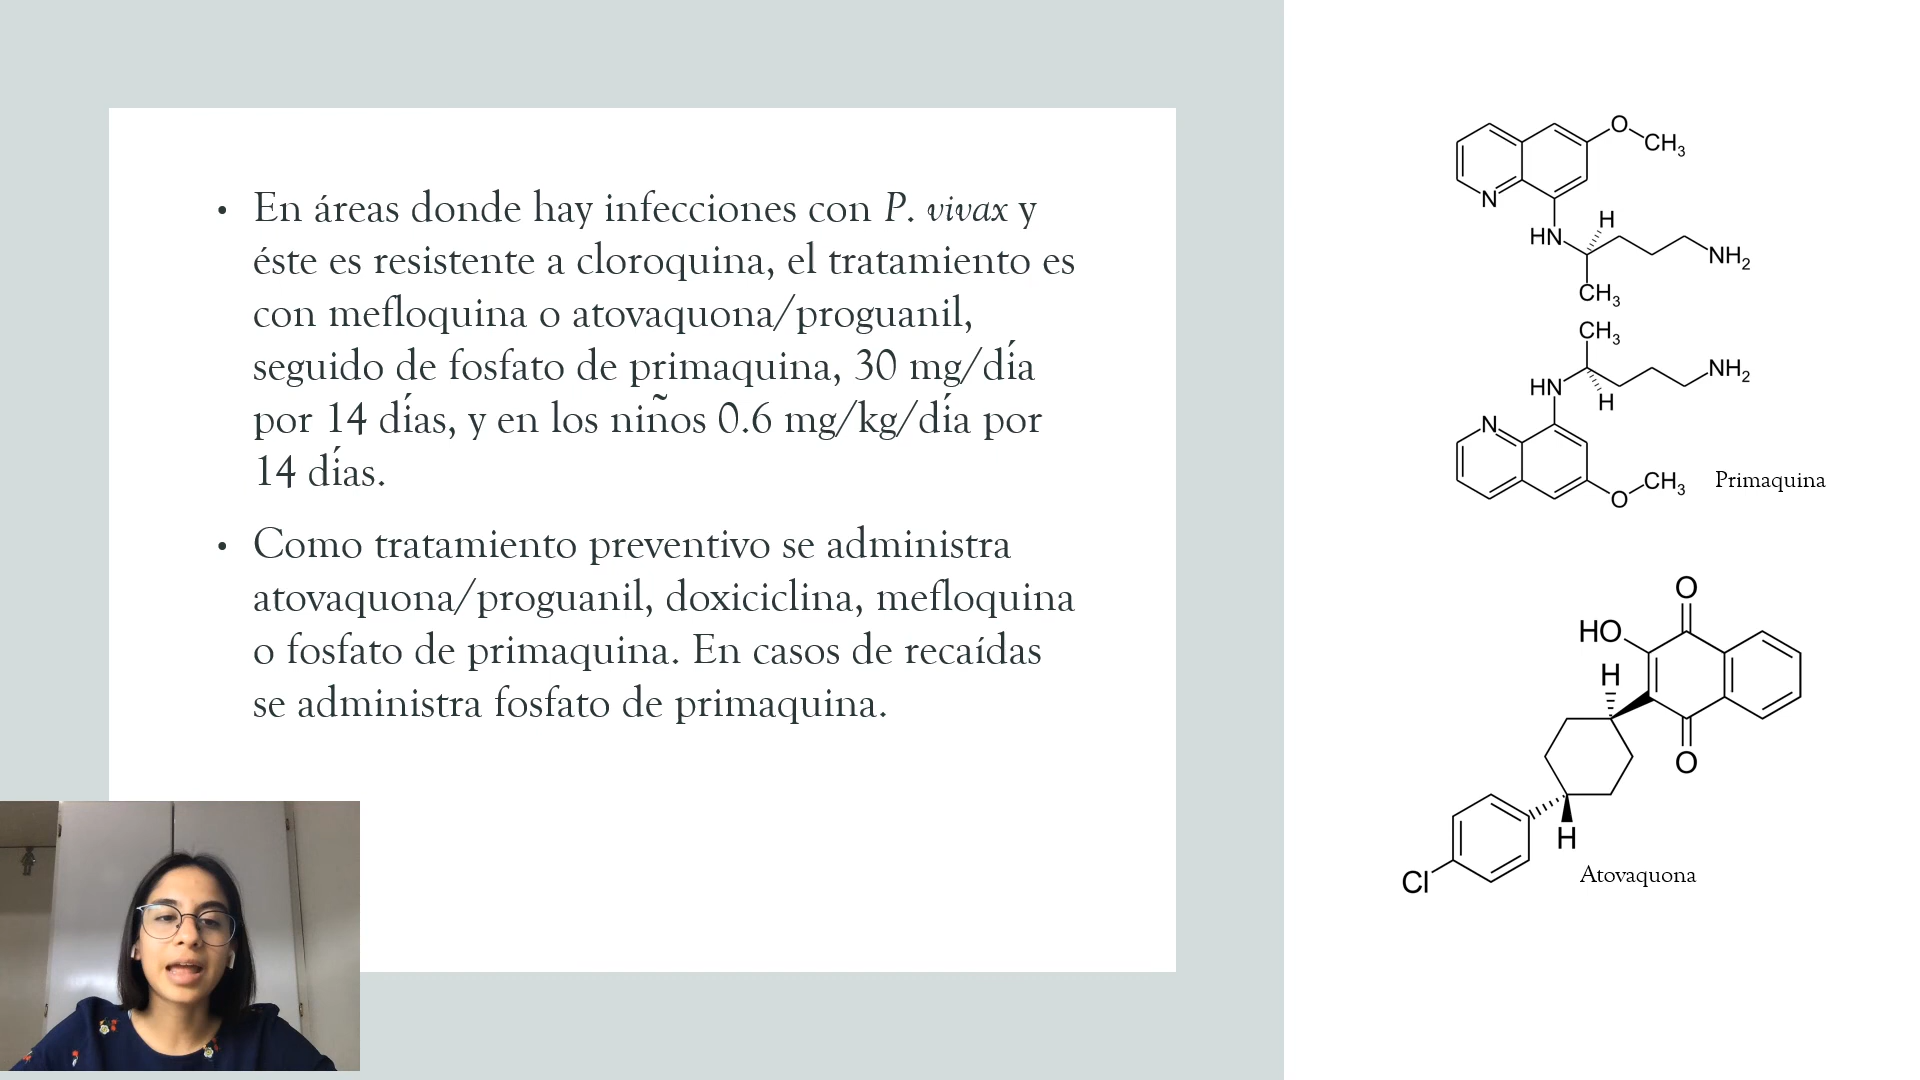 • En áreas donde hay infecciones con P. vivax y
éste es resistente a cloroquina, el tratamiento es
con mefloquina o atovaquona/proguanil,
seguido de fosfato de primaquina, 30 mg/día
por 14 días, y en los niños 0.6 mg/kg/día por
14 días.
• Como tratamiento preventivo se administra
atovaquona/proguanil, doxiciclina, mefloquina
o fosfato de primaquina. En casos de recaídas
se administra fosfato de primaquina.
O
CH3
N
H
HN
NH2
CH3
CH3
NH2
HN
H
N
CH3
O
Primaquina
O
HO
H
O
H
Cl
Atovaquona